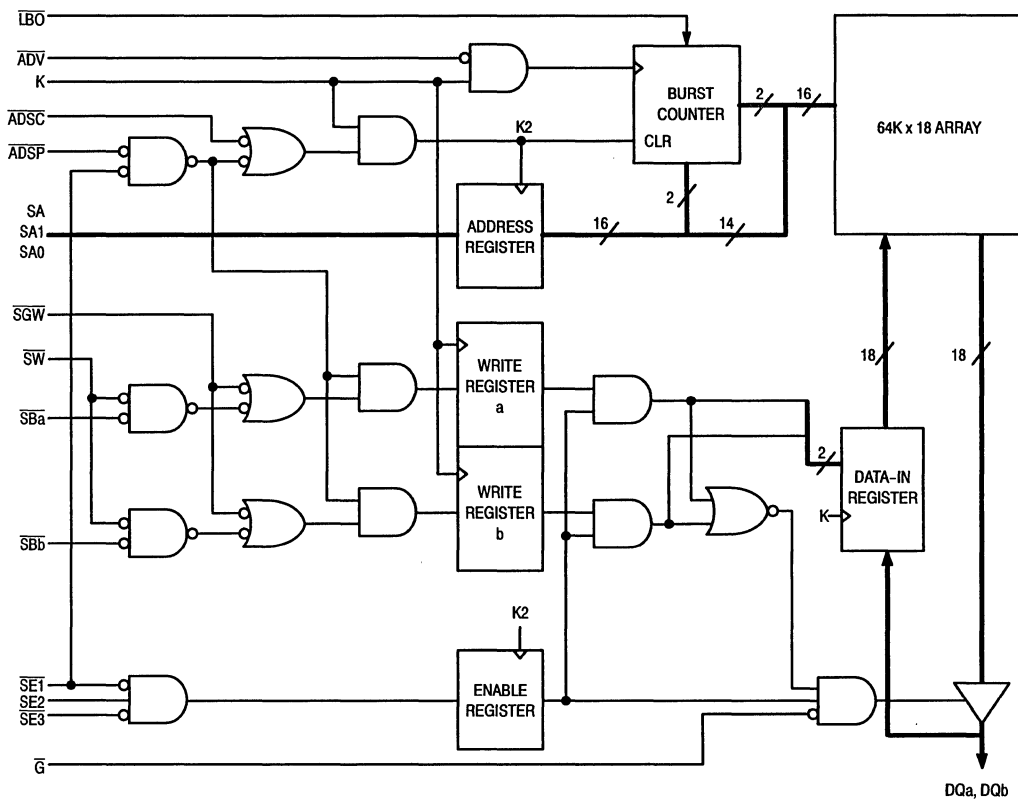 LBO
ADV
K
ADSC
ADSP
SA
SA1
SA0
SGW
SW
SBa
SBb
SE1
SE2
SE3
G
BURST
COUNTER
CLR
K2
2
16
64K x 18 ARRAY
ADDRESS
REGISTER
16
2
14
WRITE
REGISTER
a
WRITE
REGISTER
b
18
18
2
DATA-IN
REGISTER
K
K2
ENABLE
REGISTER
DQa, DQb